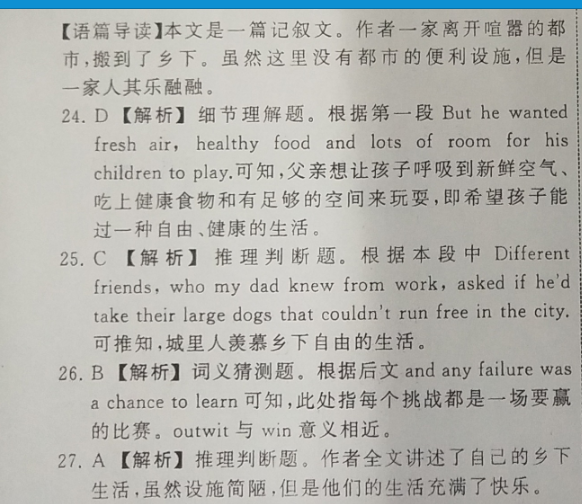 【语篇导读】本文是一篇记叙文。作者一家离开喧嚣的都
市,搬到了乡下。虽然这里没有都市的便利设施,但是
一家人其乐融融。
24. D 【解析】 细节理解题。根据第一段 But he wanted
fresh air, healthy food and lots of room for his
children to play.可知,父亲想让孩子呼吸到新鲜空气、
吃上健康食物和有足够的空间来玩耍,即希望孩子能
过一种自由、健康的生活。
25. C 【解析】 推理判断题。根据本段中 Different
friends, who my dad knew from work, asked if he'd
take their large dogs that couldn't run free in the city.
可推知,城里人羡慕乡下自由的生活。
26. B 【解析】词义猜测题。根据后文 and any failure was
a chance to learn 可知,此处指每个挑战都是一场要赢
的比赛。outwit 与 win 意义相近。
27. A 【解析】推理判断题。作者全文讲述了自己的乡下
生活,虽然设施简陋,但是他们的生活充满了快乐。